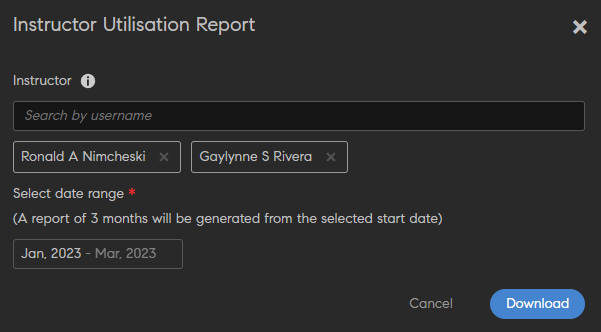 Instructor Utilisation Report
Instructor
Search by username
Ronald A Nimcheski Gaylynne S Rivera
Select date range *
(A report of 3 months will be generated from the selected start date)
Jan, 2023 - Mar, 2023
Cancel Download